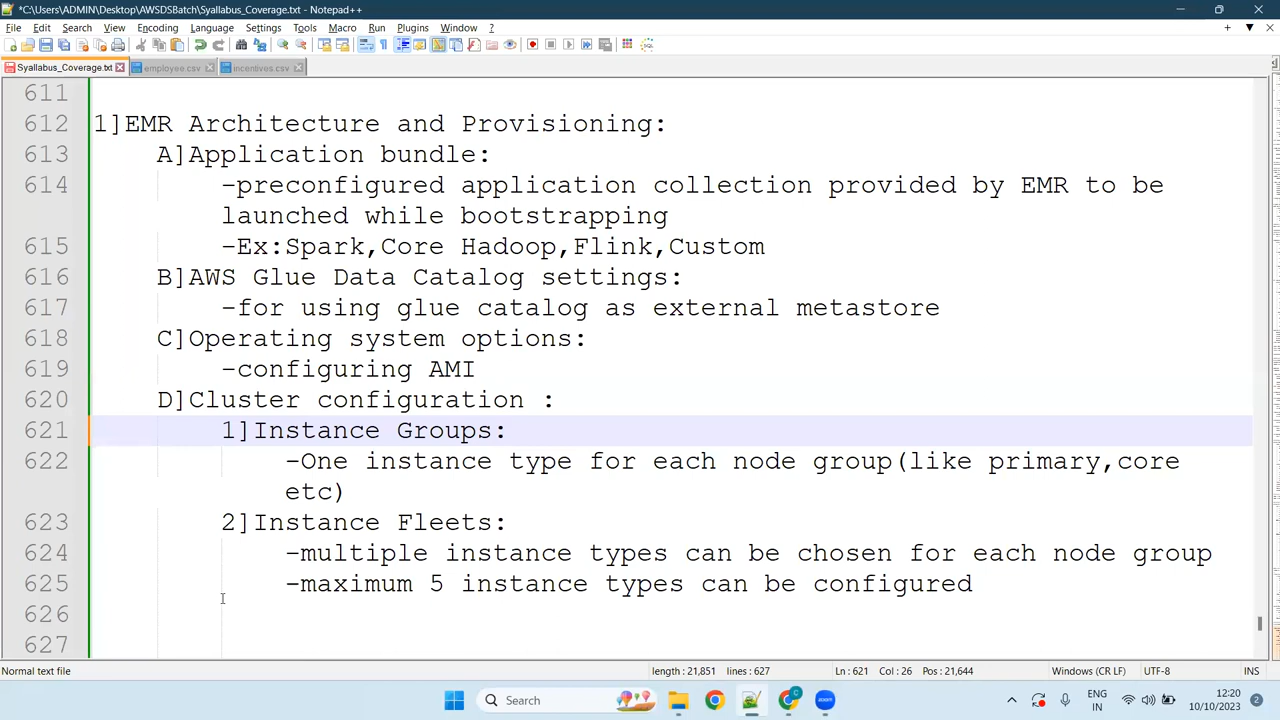 *C:\Users\ADMIN\Desktop\AWSDSBatch\Syallabus_Coverage.txt - Notepad++
File Edit Search View Encoding Language Settings Tools Macro Run Plugins Window ?
Syallabus_Coverage.txt employee.csv incentives.csv
611
612 1]EMR Architecture and Provisioning:
613 A]Application bundle:
614 -preconfigured application collection provided by EMR to be
launched while bootstrapping
615 -Ex:Spark,Core Hadoop,Flink,Custom
616 B]AWS Glue Data Catalog settings:
617 -for using glue catalog as external metastore
618 C]Operating system options:
619 -configuring AMI
620 D]Cluster configuration :
621 1]Instance Groups:
622 -One instance type for each node group(like primary,core
etc)
623 2]Instance Fleets:
624 -multiple instance types can be chosen for each node group
625 -maximum 5 instance types can be configured
626
627
Normal text file length : 21,851 lines : 627 Ln : 621 Col : 26 Pos : 21,644 Windows (CR LF) UTF-8 INS
Search ENG IN 12:20 10/10/2023 2